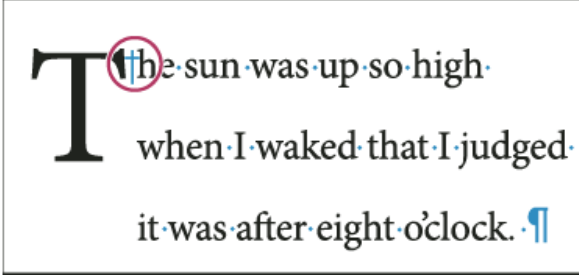 The sun was up so high
when I waked that I judged
it was after eight o’clock. ¶